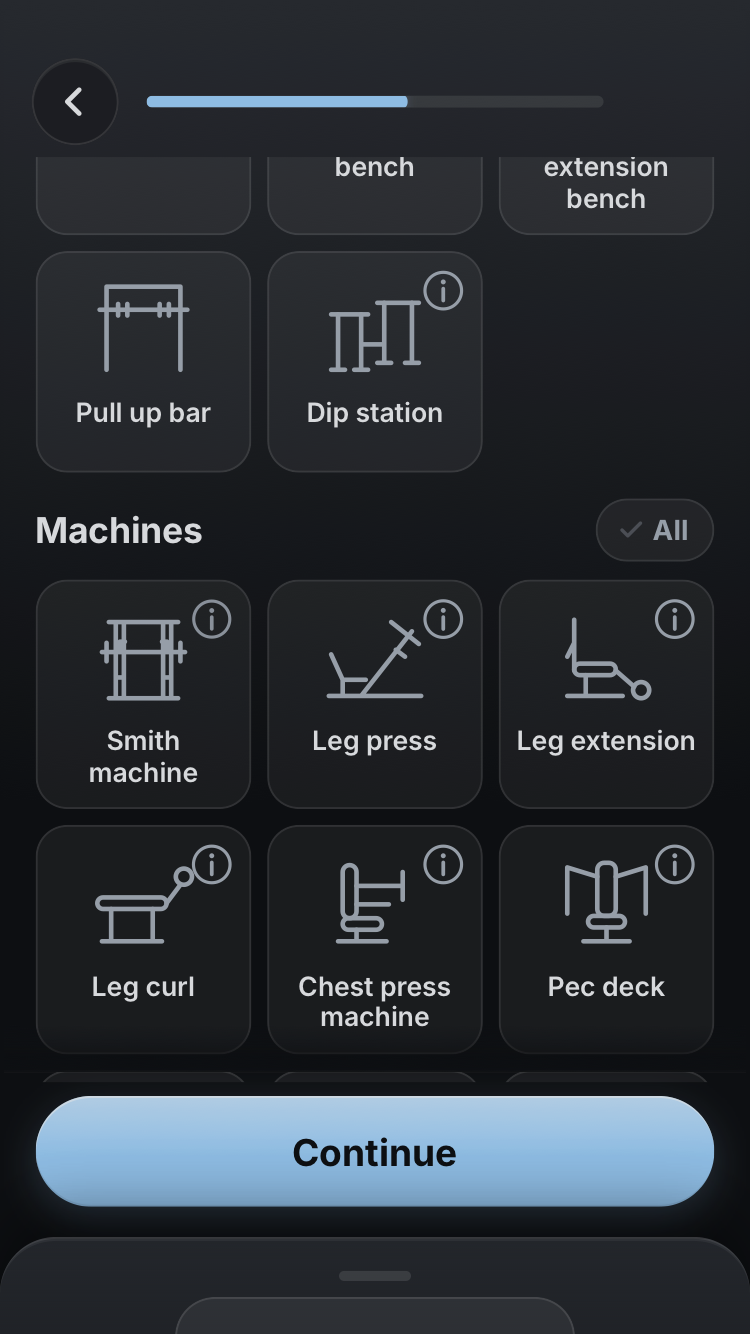 bench
extension
bench
Pull up bar
Dip station
Machines
All
Smith
machine
Leg press
Leg extension
Leg curl
Chest press
machine
Pec deck
Continue